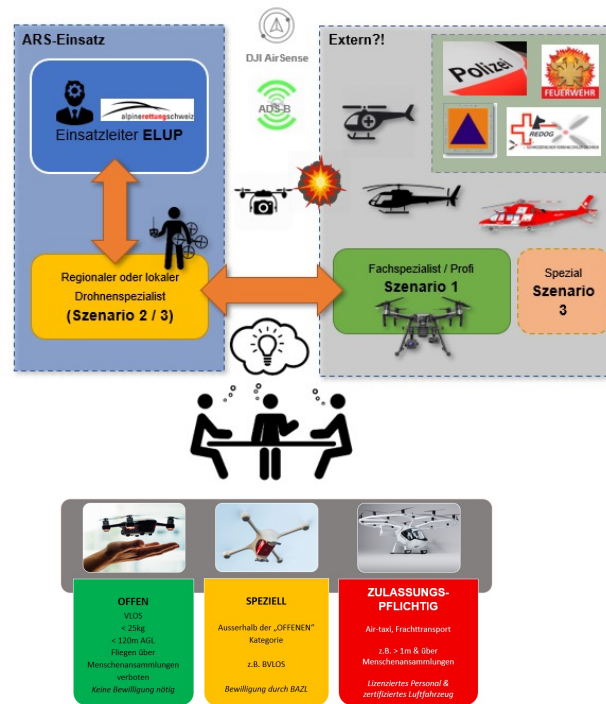 ARS-Einsatz
alpinerettungschweiz
Einsatzleiter ELUP
Regionaler oder lokaler
Drohnenspezialist
(Szenario 2 / 3)
DJI AirSense
ADS-B
Extern?!
Polizei
FEUERWEHR
REDOG
Fachspezialist / Profi
Szenario 1
Spezial
Szenario
3
OFFEN
VLOS
< 25kg
< 120m AGL
Fliegen über
Menschenansammlungen
verboten
Keine Bewilligung nötig
SPEZIELL
Ausserhalb der „OFFENEN"
Kategorie
z.B. BVLOS
Bewilligung durch BAZL
ZULASSUNGS-
PFLICHTIG
Air-taxi, Frachttransport
z.B. > 1m & über
Menschenansammlungen
Lizenziertes Personal &
zertifiziertes Luftfahrzeug